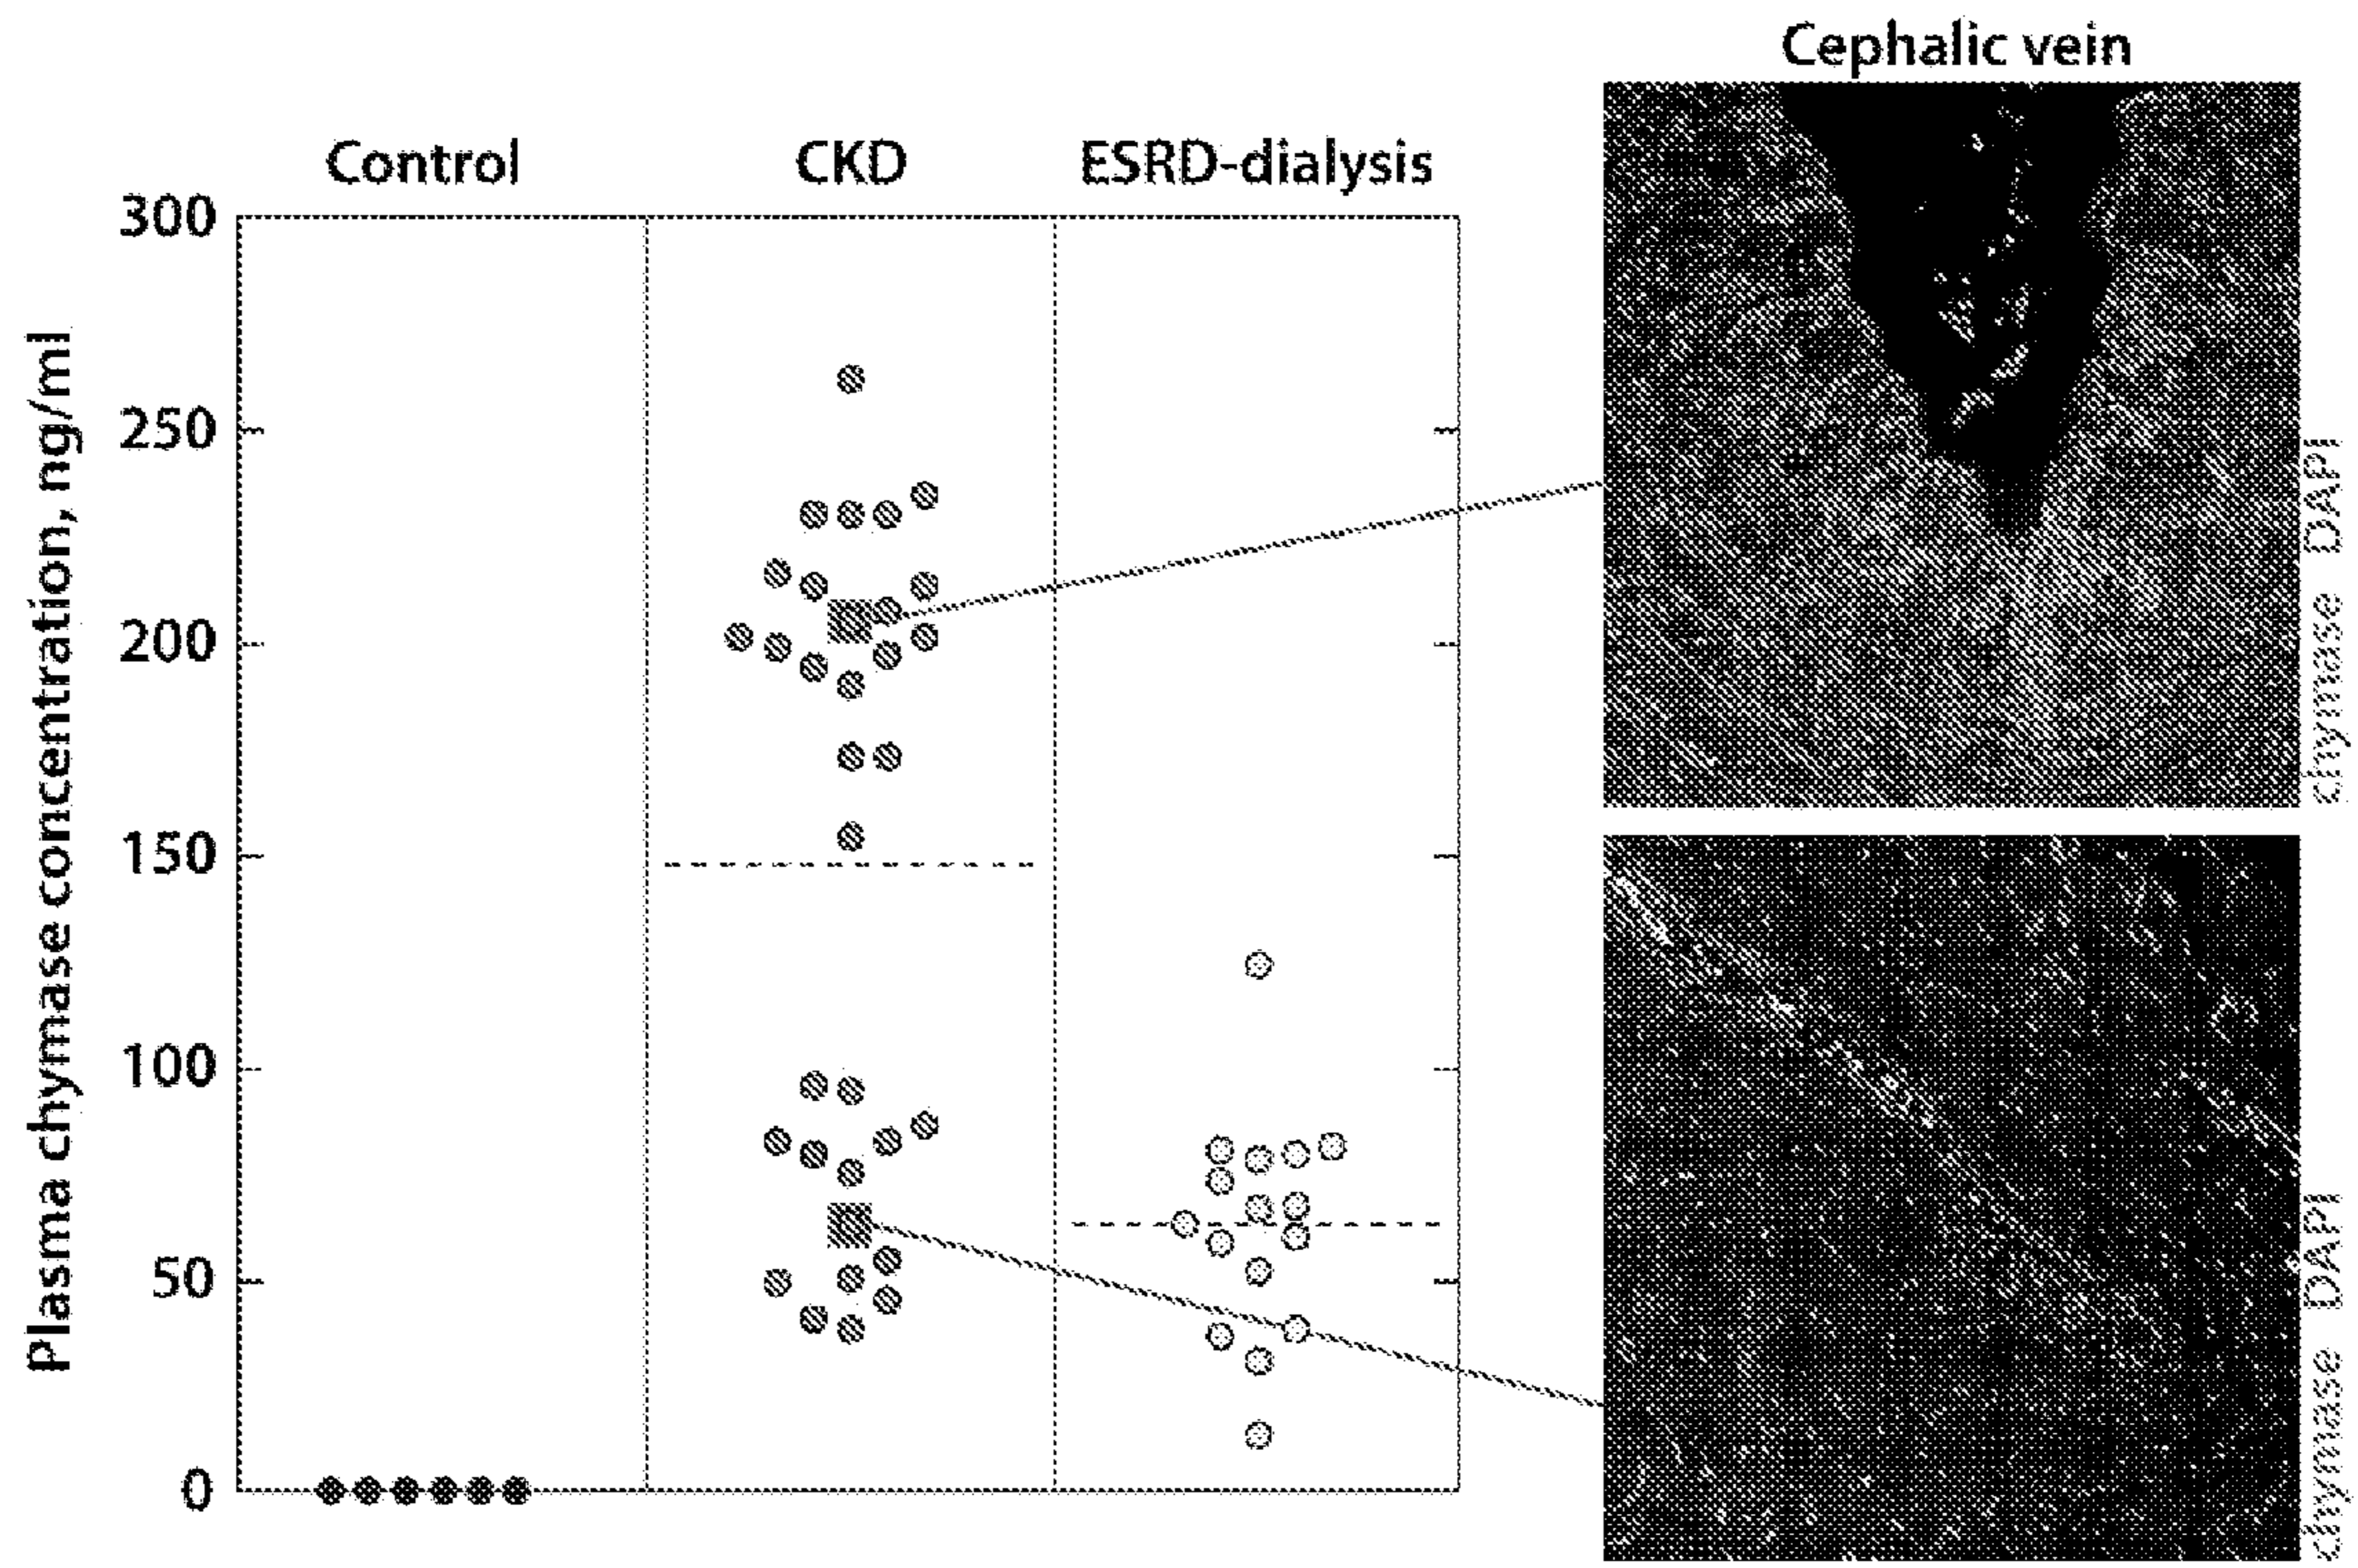 Cephalic vein
Control
CKD
ESRD-dialysis
Plasma chymase concentration, ng/ml
300
250
200
150
100
50
0
chymase DAPI
chymase DAPI